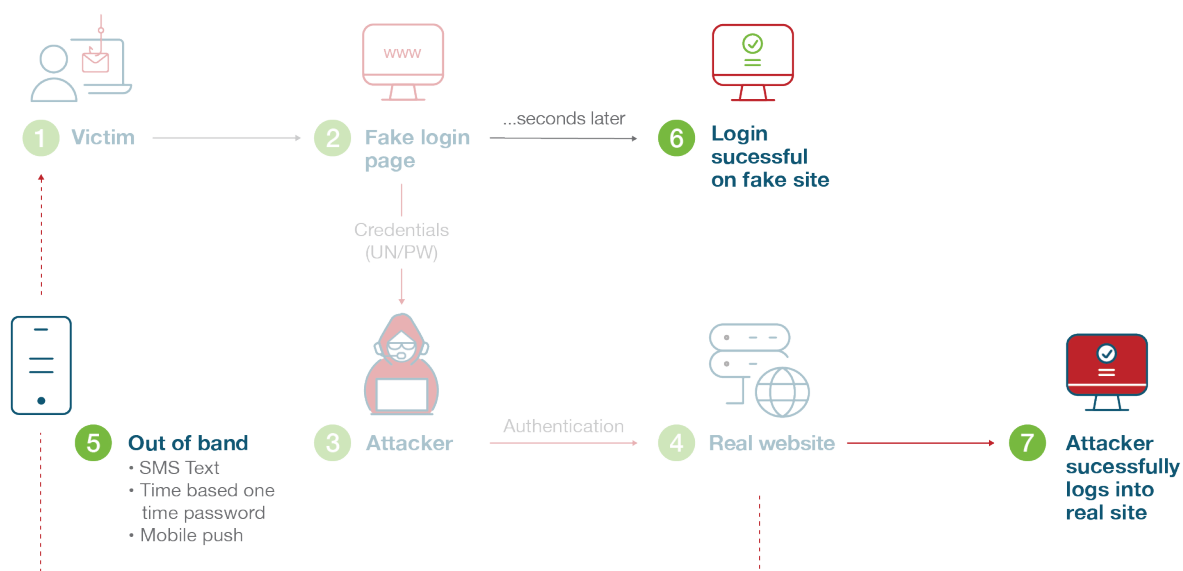 www
1 Victim
2 Fake login
page
...seconds later
6 Login
sucessful
on fake site
Credentials
(UN/PW)
5 Out of band
• SMS Text
• Time based one
time password
• Mobile push
3 Attacker
Authentication
4 Real website
7 Attacker
sucessfully
logs into
real site